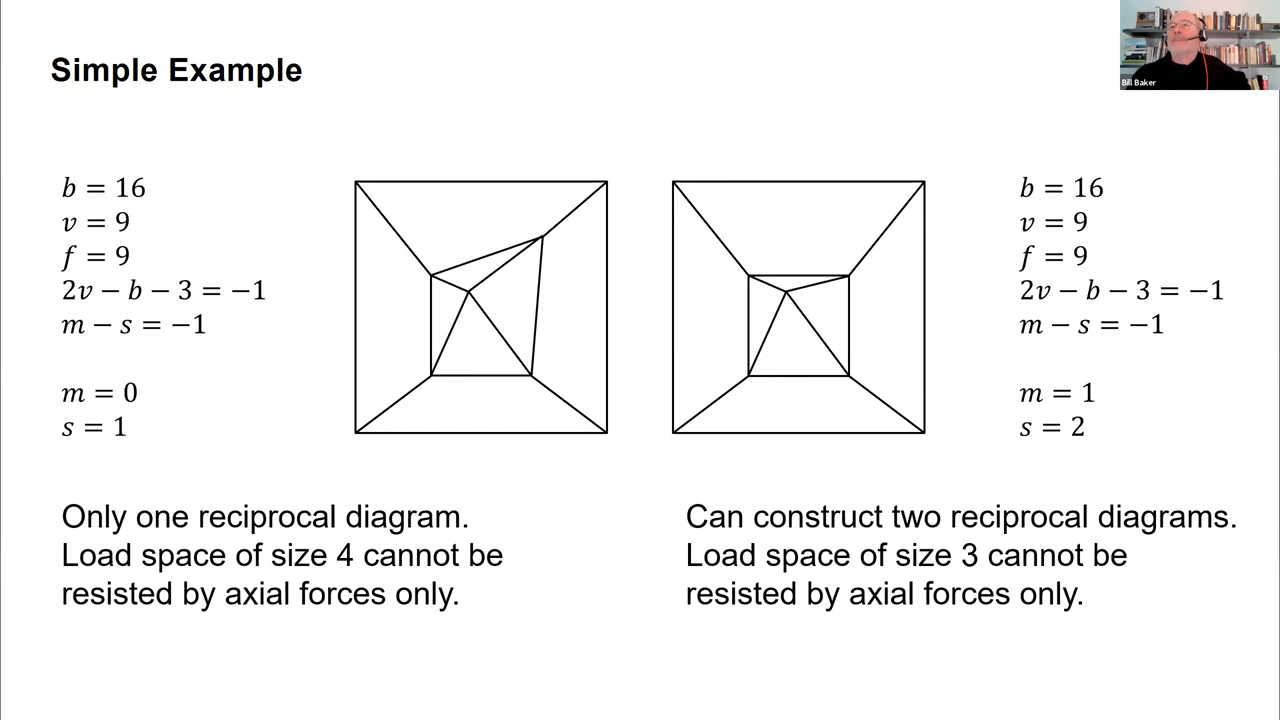 Simple Example
Bill Baker
b = 16
v = 9
f = 9
2v − b − 3 = −1
m − s = −1
m = 0
s = 1
b = 16
v = 9
f = 9
2v − b − 3 = −1
m − s = −1
m = 1
s = 2
Only one reciprocal diagram.
Load space of size 4 cannot be
resisted by axial forces only.
Can construct two reciprocal diagrams.
Load space of size 3 cannot be
resisted by axial forces only.